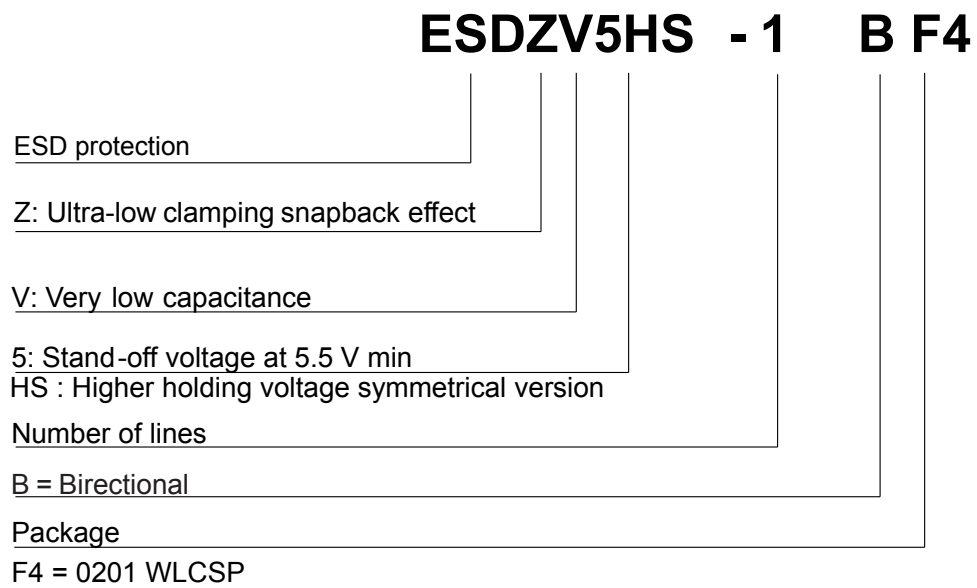 ESDZV5HS - 1 B F4
ESD protection
Z: Ultra-low clamping snapback effect
V: Very low capacitance
5: Stand-off voltage at 5.5 V min
HS : Higher holding voltage symmetrical version
Number of lines
B = Birectional
Package
F4 = 0201 WLCSP